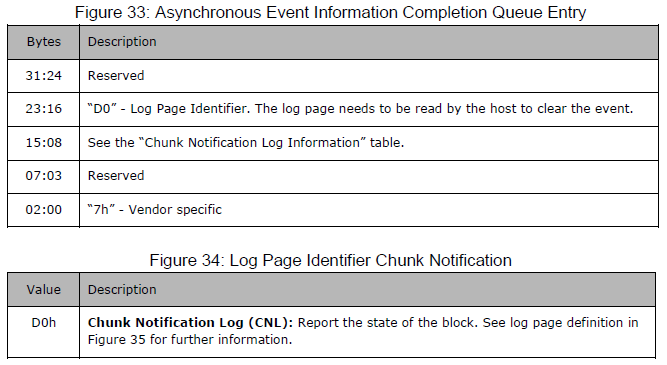 Figure 33: Asynchronous Event Information Completion Queue Entry
Bytes Description
31:24 Reserved
23:16 “D0” - Log Page Identifier. The log page needs to be read by the host to clear the event.
15:08 See the “Chunk Notification Log Information” table.
07:03 Reserved
02:00 “7h” - Vendor specific
Figure 34: Log Page Identifier Chunk Notification
Value Description
D0h Chunk Notification Log (CNL): Report the state of the block. See log page definition in
Figure 35 for further information.